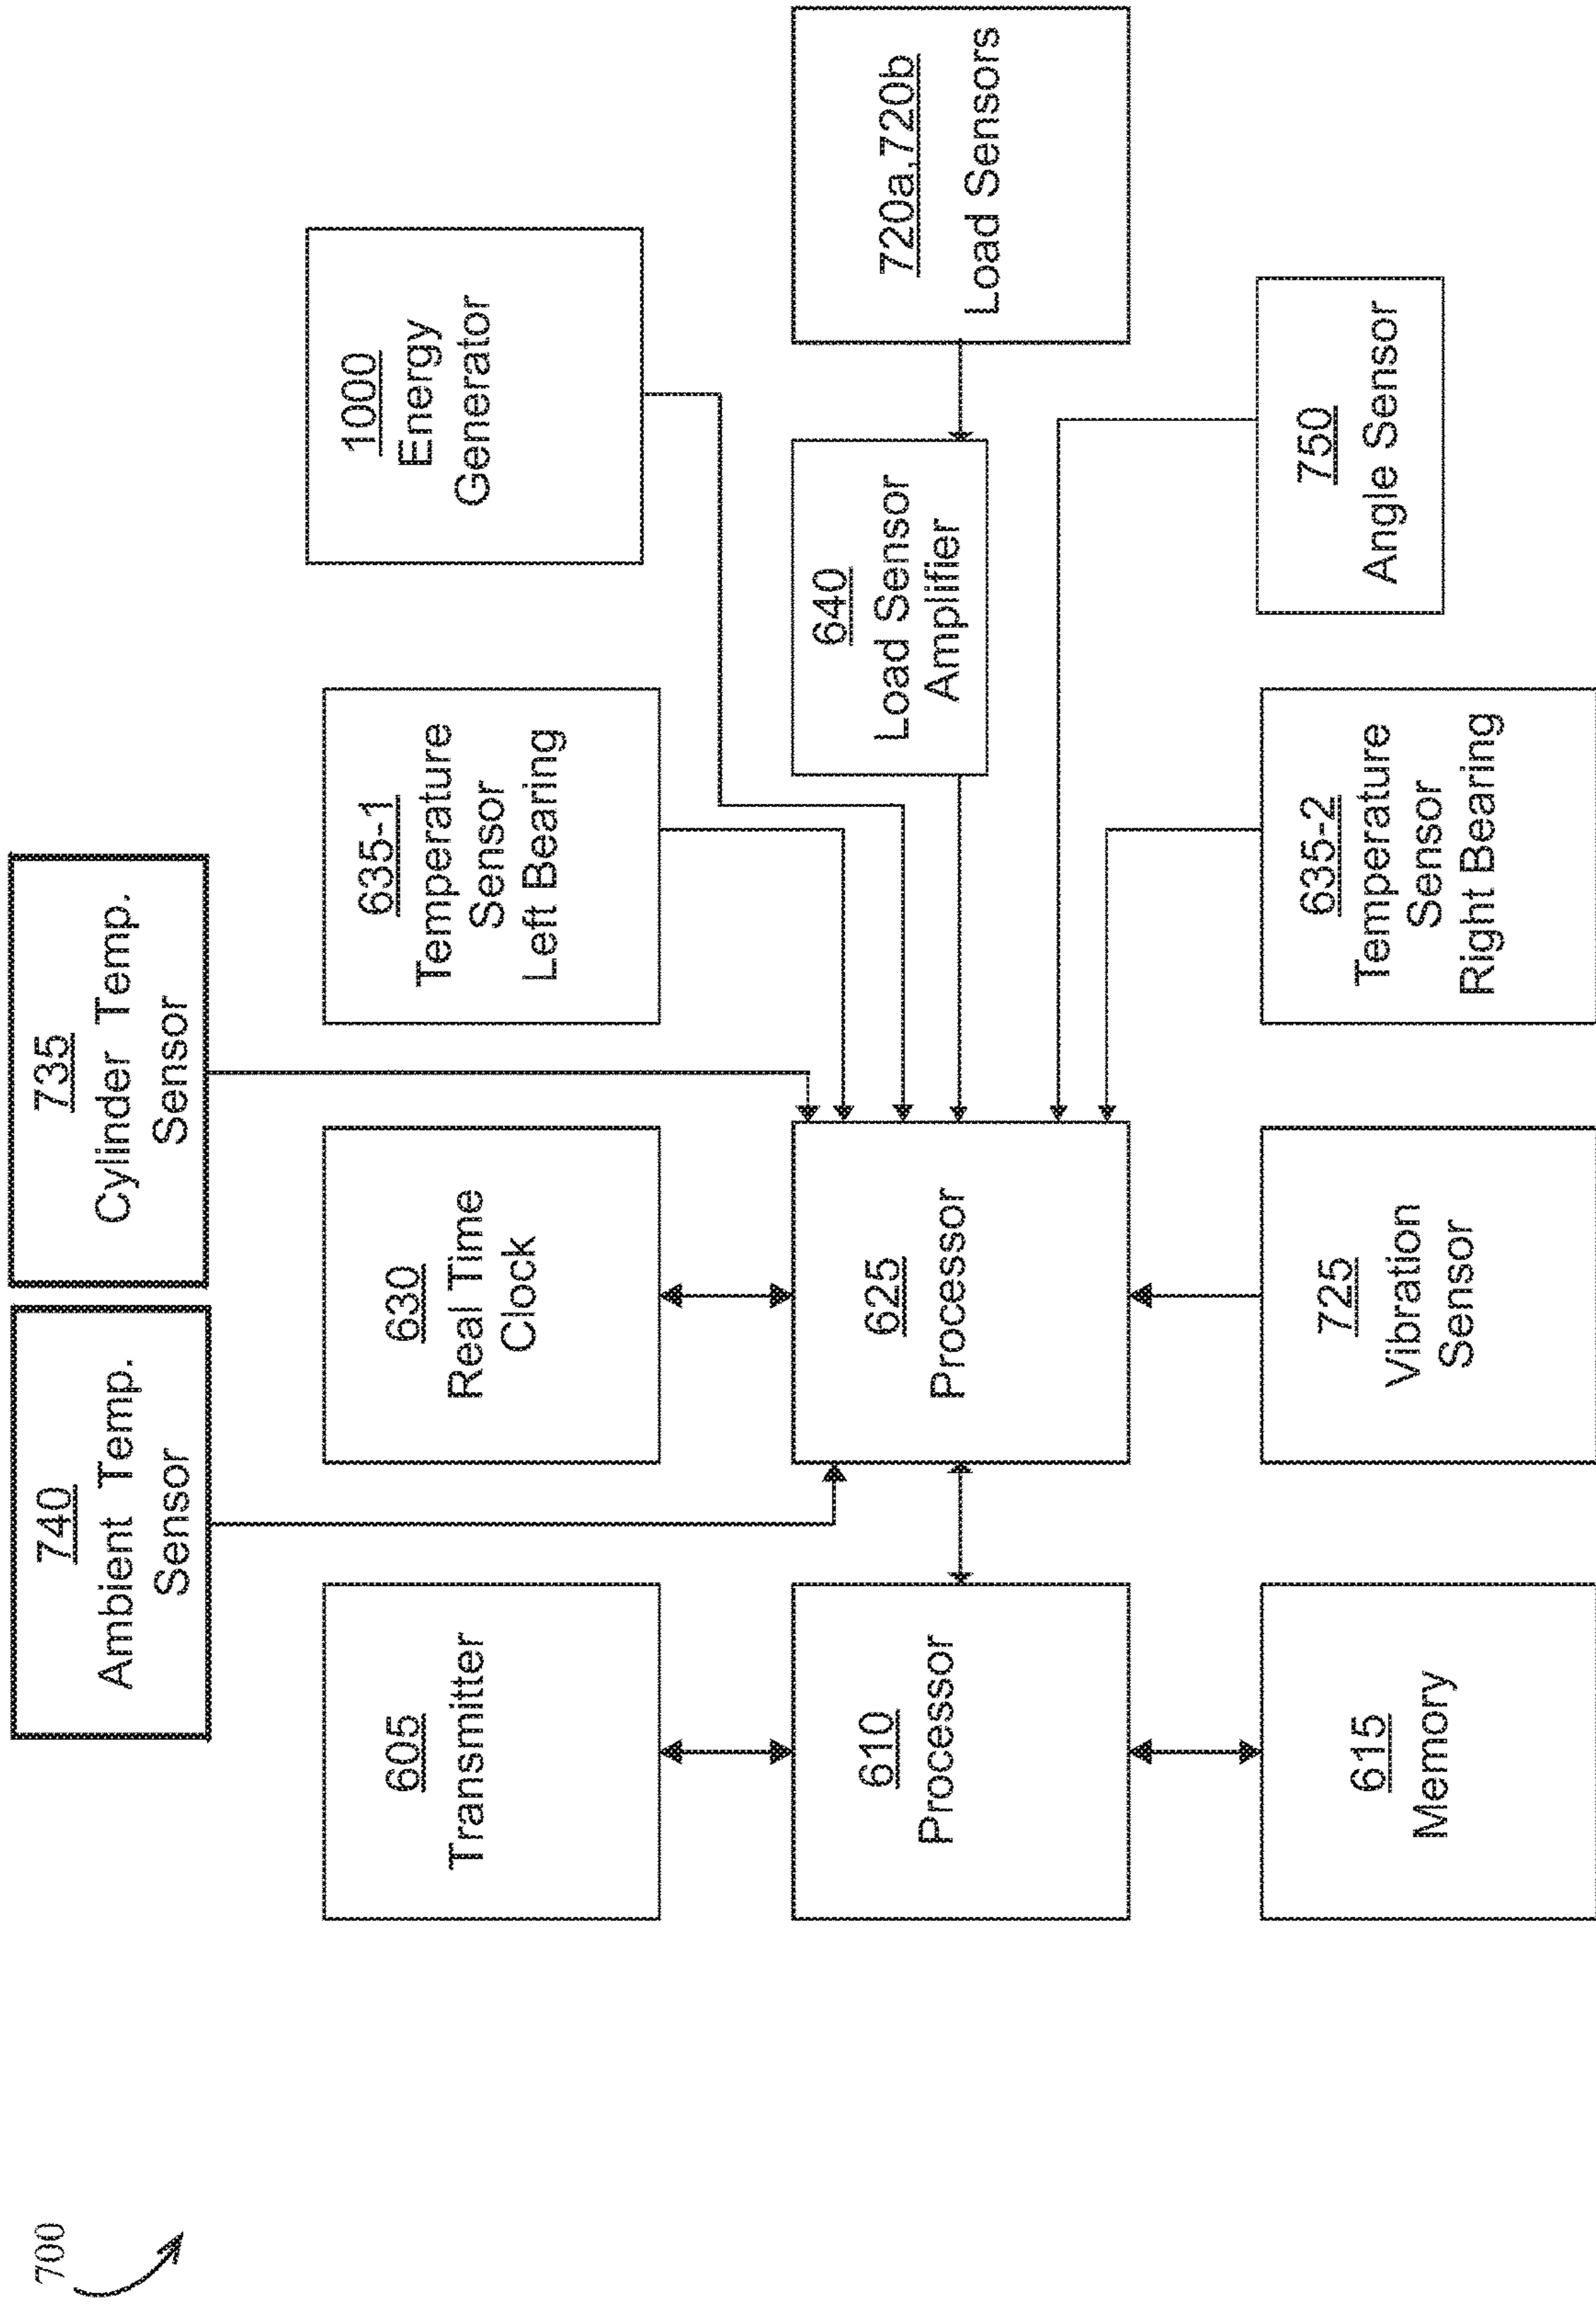 700
740
Ambient Temp.
Sensor
735
Cylinder Temp.
Sensor
605
Transmitter
630
Real Time
Clock
635-1
Temperature
Sensor
Left Bearing
1000
Energy
Generator
610
Processor
625
Processor
640
Load Sensor
Amplifier
720a,720b
Load Sensors
615
Memory
725
Vibration
Sensor
635-2
Temperature
Sensor
Right Bearing
750
Angle Sensor